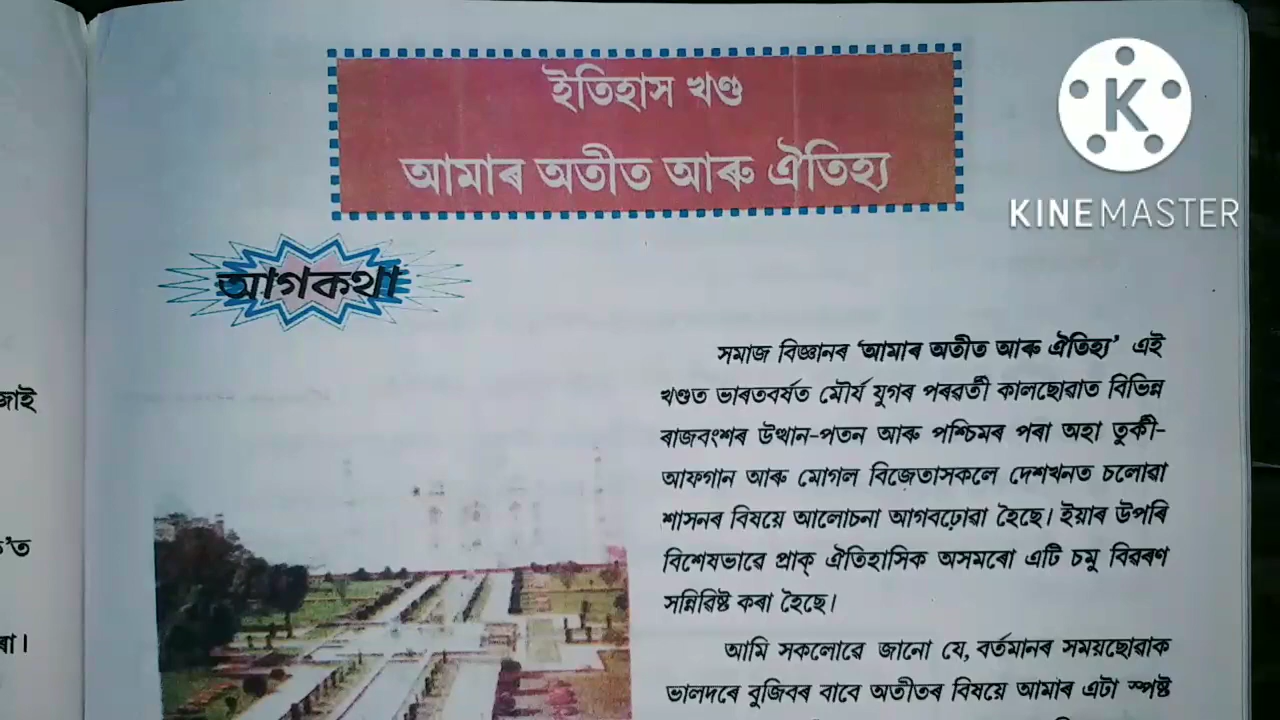 ইতিহাস খণ্ড
আমাৰ অতীত আৰু ঐতিহ্য
KINEMASTER
আগকথা
সমাজ বিজ্ঞানৰ 'আমাৰ অতীত আৰু ঐতিহ্য' এই
খণ্ডত ভাৰতবৰ্ষত মৌৰ্য যুগৰ পৰৱৰ্তী কালছোৱাত বিভিন্ন
ৰাজবংশৰ উত্থান-পতন আৰু পশ্চিমৰ পৰা অহা তুৰ্কী-
আফগান আৰু মোগল বিজেতাসকলে দেশখনত চলোৱা
শাসনৰ বিষয়ে আলোচনা আগবঢ়োৱা হৈছে। ইয়াৰ উপৰি
বিশেষভাৱে প্ৰাক্ ঐতিহাসিক অসমৰো এটি চমু বিৱৰণ
সন্নিৱিষ্ট কৰা হৈছে।
আমি সকলোৱে জানো যে, বৰ্তমানৰ সময়ছোৱাক
ভালদৰে বুজিবৰ বাবে অতীতৰ বিষয়ে আমাৰ এটা স্পষ্ট